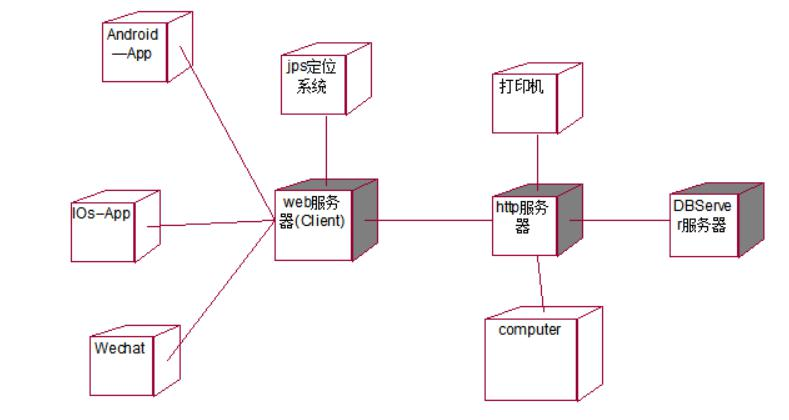 Android
—App
jps定位
系统
打印机
IOs-App
web服务
器(Client)
http服务
器
DBServe
r服务器
Wechat
computer